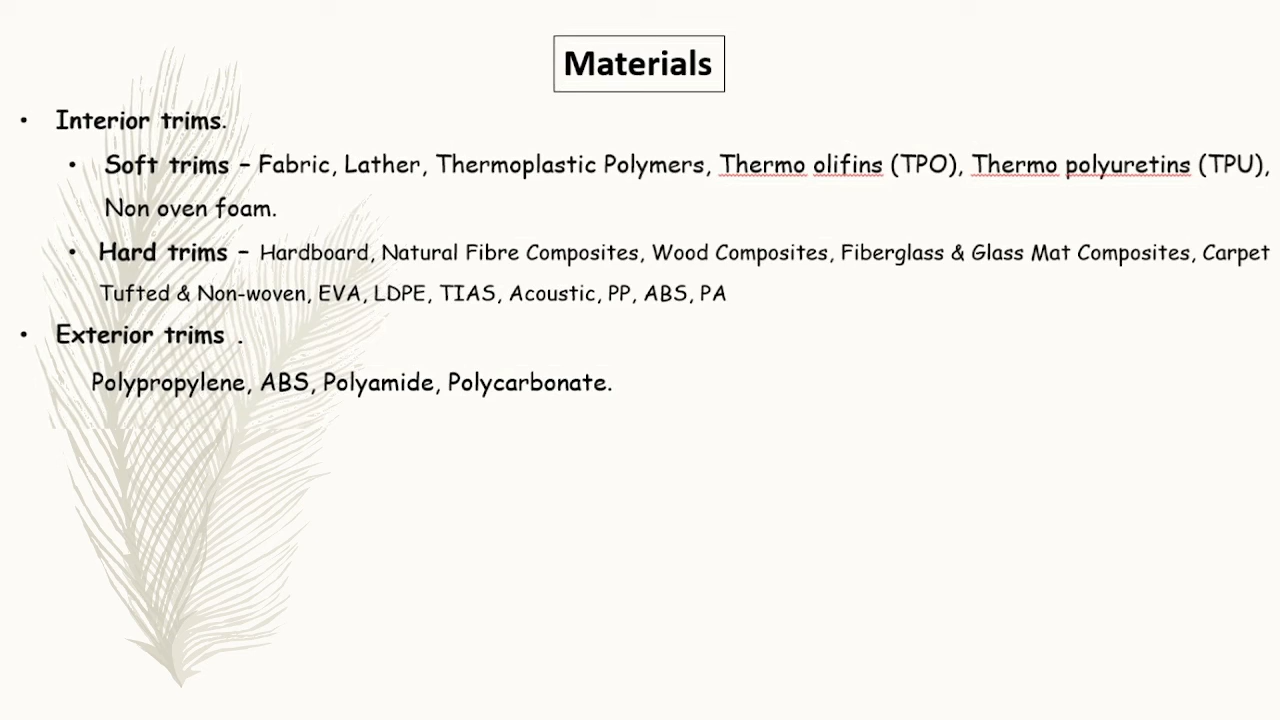 Materials
• Interior trims.
• Soft trims – Fabric, Lather, Thermoplastic Polymers, Thermo olifins (TPO), Thermo polyuretins (TPU),
Non oven foam.
• Hard trims – Hardboard, Natural Fibre Composites, Wood Composites, Fiberglass & Glass Mat Composites, Carpet
Tufted & Non-woven, EVA, LDPE, TIAS, Acoustic, PP, ABS, PA
• Exterior trims .
Polypropylene, ABS, Polyamide, Polycarbonate.